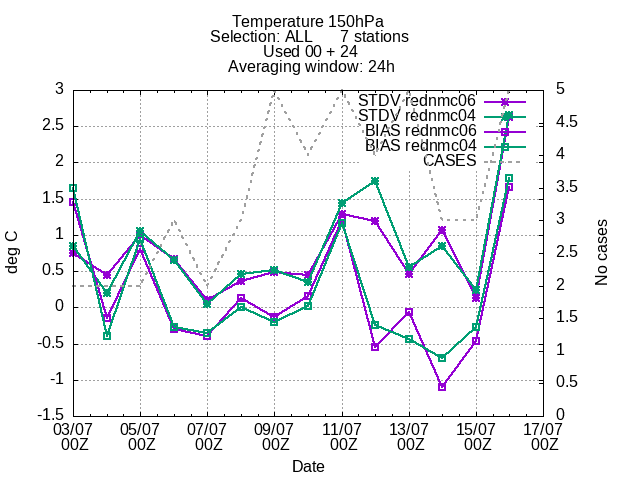 Temperature 150hPa
Selection: ALL      7 stations
Used 00 + 24
Averaging window: 24h
STDV rednmc06
STDV rednmc04
BIAS rednmc06
BIAS rednmc04
CASES
deg C
3
2.5
2
1.5
1
0.5
0
-0.5
-1
-1.5
No cases
5
4.5
4
3.5
3
2.5
2
1.5
1
0.5
0
03/07 05/07 07/07 09/07 11/07 13/07 15/07 17/07
00Z 00Z 00Z 00Z 00Z 00Z 00Z 00Z
Date